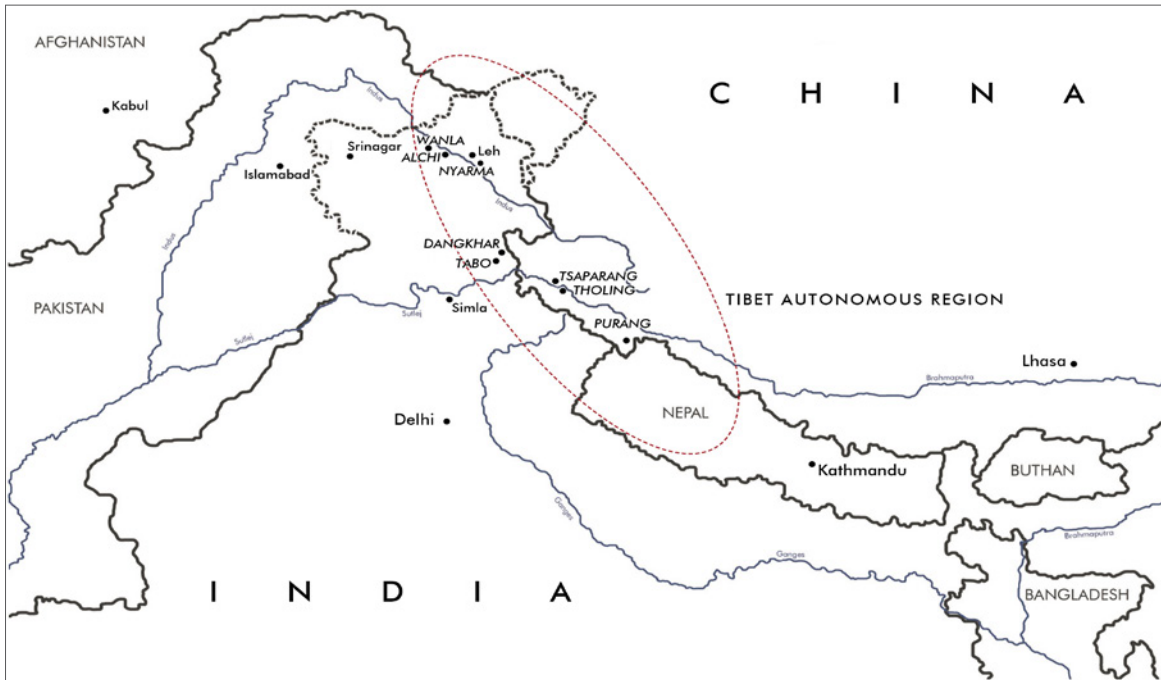 AFGHANISTAN
Kabul
C H I N A
Indus
Srinagar
Islamabad
WANLA
ALCHI
Leh
NYARMA
Indus
Indus
DANGKHAR
TABO
TSAPARANG
THOLING
TIBET AUTONOMOUS REGION
PAKISTAN
Simla
Sutlej
Sutlej
PURANG
Lhasa
Brahmaputra
NEPAL
Delhi
Kathmandu
BUTHAN
Ganges
Brahmaputra
Ganges
I N D I A
BANGLADESH